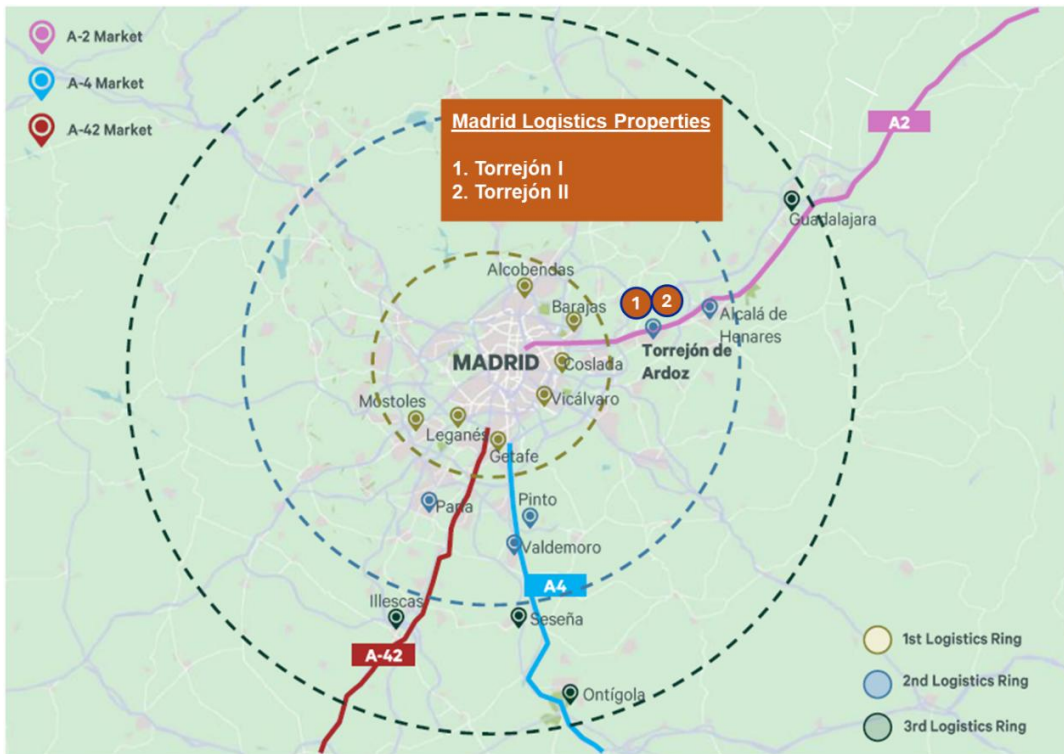 A-2 Market
A-4 Market
A-42 Market
Madrid Logistics Properties
1. Torrejón I
2. Torrejón II
A2
Guadalajara
Alcobendas
Barajas
1
2
Alcalá de
Henares
Torrejón de
Ardoz
MADRID
Coslada
Vicálvaro
Móstoles
Leganés
Getafe
Parla
Pinto
Valdemoro
A4
Illescas
Seseña
A-42
Ontígola
1st Logistics Ring
2nd Logistics Ring
3rd Logistics Ring